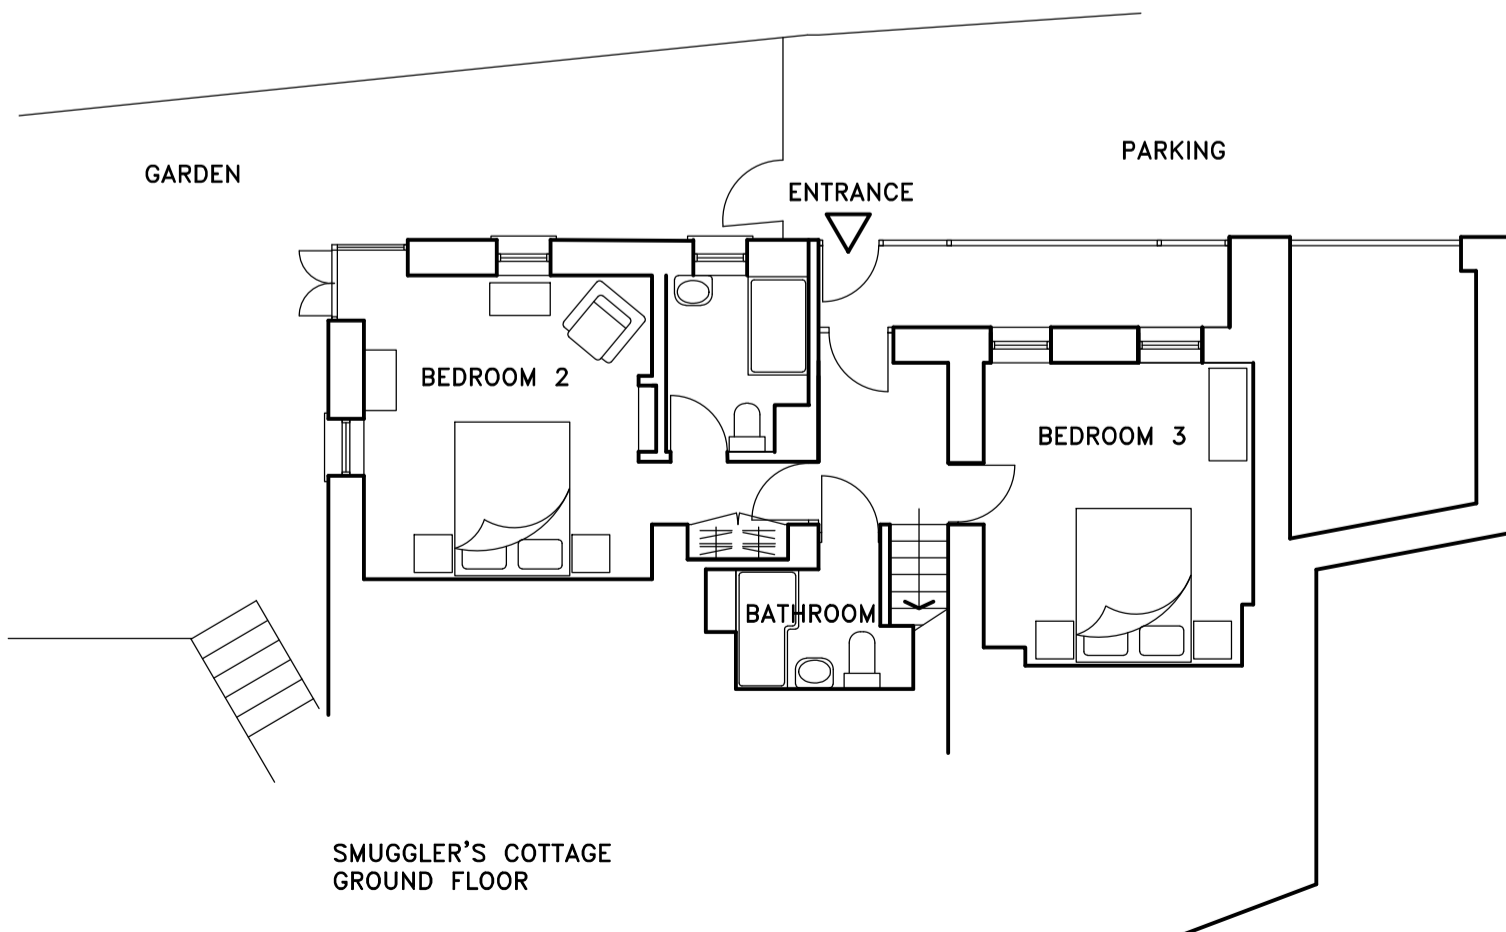 GARDEN
PARKING
ENTRANCE
BEDROOM 2
BEDROOM 3
BATHROOM
SMUGGLER'S COTTAGE
GROUND FLOOR